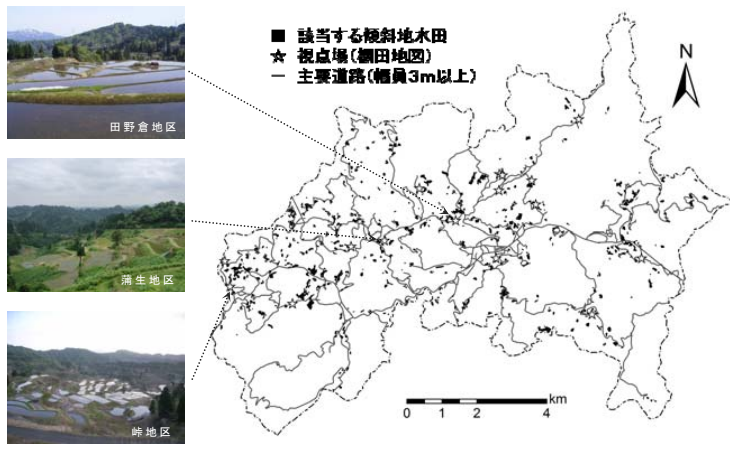 ■ 該当する傾斜地水田
☆ 視点場(棚田地図)
― 主要道路(幅員3m以上)
N
田野倉地区
蒲生地区
峠地区
km
0 1 2 4